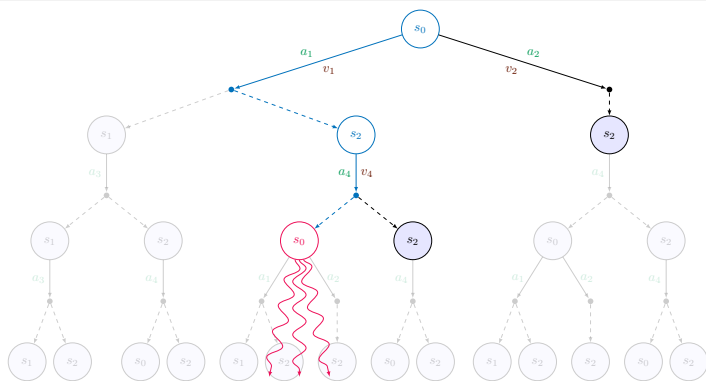 s0
a1 a2
v1 v2
s1 s2 s2
a3 a4 v4 a4
s1 s2 s0 s2 s0 s2
a3 a4 a1 a2 a4 a1 a2 a4
s1 s2 s0 s2 s1 s2 s2 s0 s2 s1 s2 s2 s0 s2